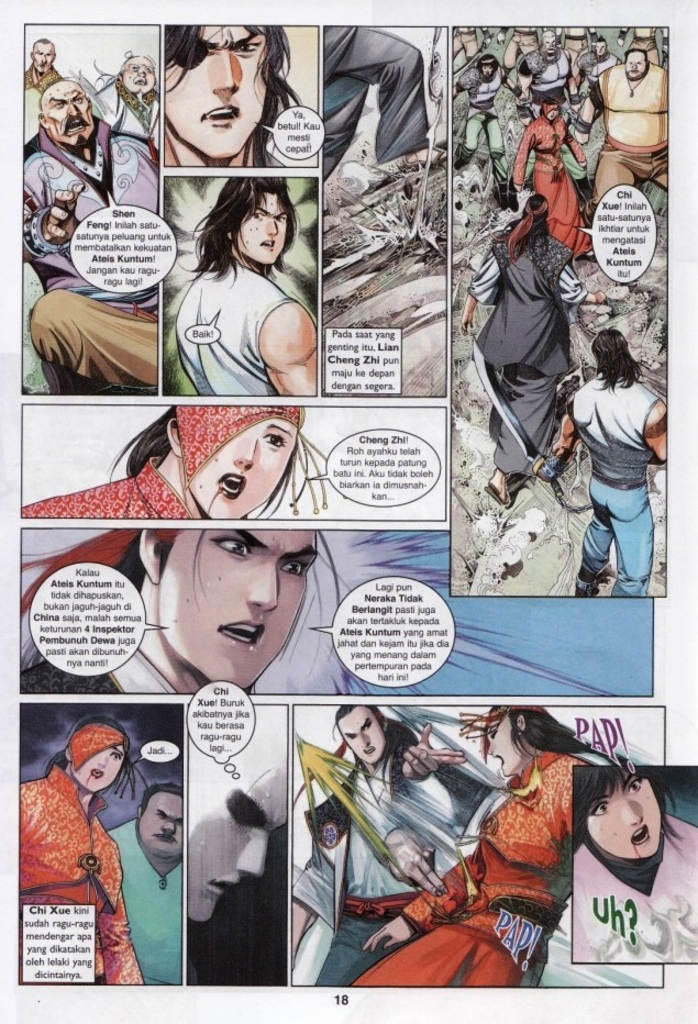 Shen
Feng! Inilah satu-
satunya peluang untuk
membatalkan kekuatan
Ateis Kuntum!
Jangan kau ragu-
ragu lagi!
Ya,
betul! Kau
mesti
cepat!
Baik!
Pada saat yang
genting itu, Lian
Cheng Zhi pun
maju ke depan
dengan segera.
Chi
Xue! Inilah
satu-satunya
ikhtiar untuk
mengatasi
Ateis
Kuntum
itu!
Cheng Zhi!
Roh ayahku telah
turun kepada patung
batu ini. Aku tidak boleh
biarkan ia dimusnah-
kan...
Kalau
Ateis Kuntum itu
tidak dihapuskan,
bukan jaguh-jaguh di
China saja, malah semua
keturunan 4 Inspektor
Pembunuh Dewa juga
pasti akan dibunuh-
nya nanti!
Lagi pun
Neraka Tidak
Berlangit pasti juga
akan tertakluk kepada
Ateis Kuntum yang amat
jahat dan kejam itu jika dia
yang menang dalam
pertempuran pada
hari ini!
Jadi...
Chi Xue kini
sudah ragu-ragu
mendengar apa
yang dikatakan
oleh lelaki yang
dicintainya.
Chi
Xue! Buruk
akibatnya jika
kau berasa
ragu-ragu
lagi...
PAP!
PAP!
Uh?
18